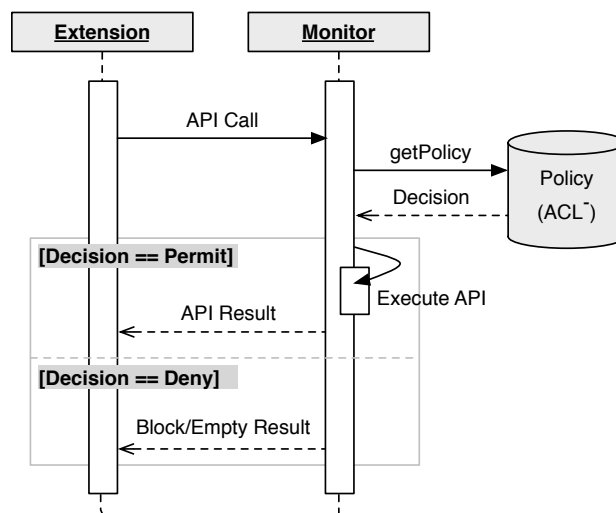 Extension
Monitor
API Call
getPolicy
Policy
(ACL⁻)
Decision
[Decision == Permit]
Execute API
API Result
[Decision == Deny]
Block/Empty Result